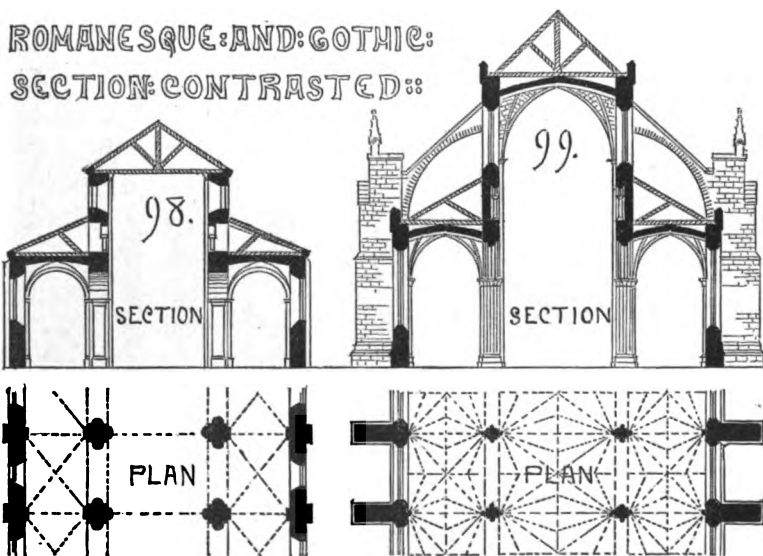 ROMANESQUE:AND:GOTHIC:
SECTION:CONTRASTED::
98.
99.
SECTION
SECTION
PLAN
PLAN